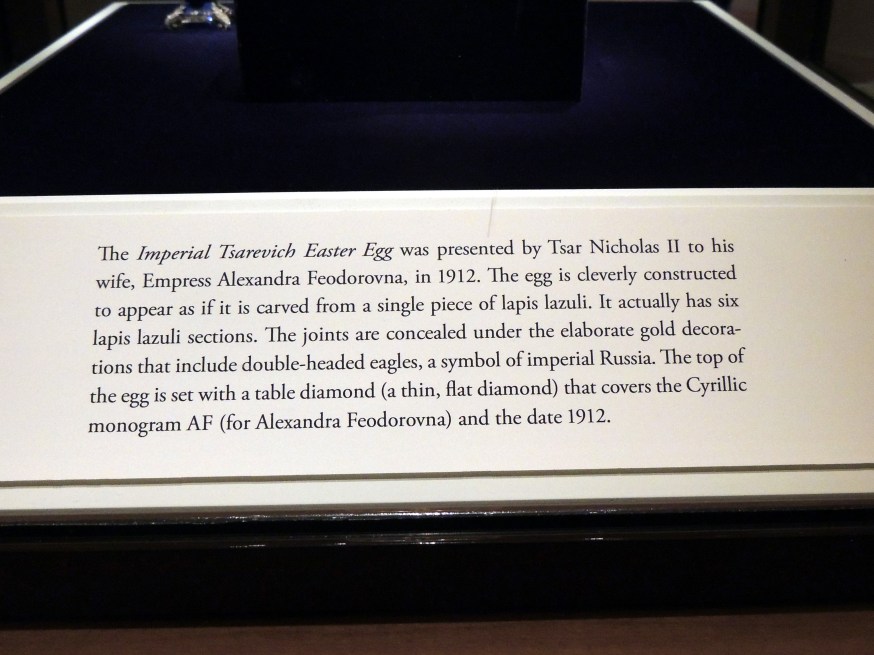 The Imperial Tsarevich Easter Egg was presented by Tsar Nicholas II to his
wife, Empress Alexandra Feodorovna, in 1912. The egg is cleverly constructed
to appear as if it is carved from a single piece of lapis lazuli. It actually has six
lapis lazuli sections. The joints are concealed under the elaborate gold decora-
tions that include double-headed eagles, a symbol of imperial Russia. The top of
the egg is set with a table diamond (a thin, flat diamond) that covers the Cyrillic
monogram AF (for Alexandra Feodorovna) and the date 1912.